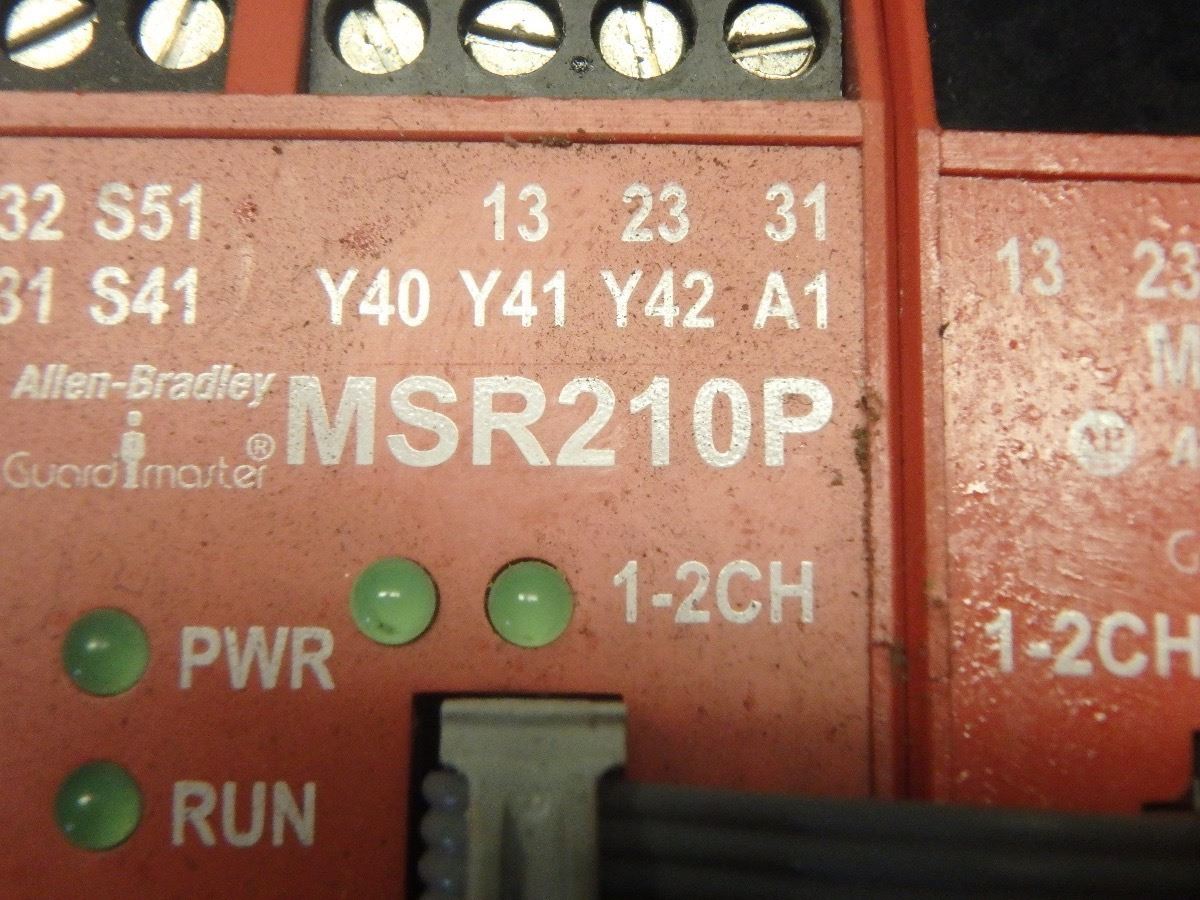 32 S51 13 23 31
31 S41 Y40 Y41 Y42 A1
Allen-Bradley
Guardmaster®
MSR210P
1-2CH
PWR
RUN
13 23
M
AB A
G
1-2CH